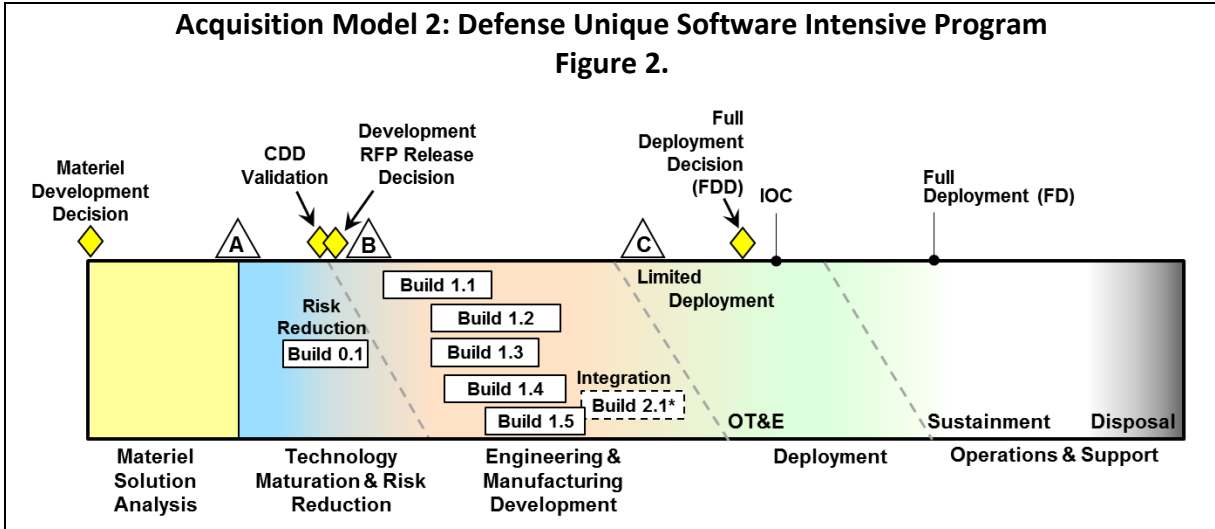 Acquisition Model 2: Defense Unique Software Intensive Program
Figure 2.
Materiel
Development
Decision
CDD
Validation
Development
RFP Release
Decision
Full
Deployment
Decision
(FDD)
IOC
Full
Deployment (FD)
A
B
C
Build 1.1
Limited
Deployment
Risk
Reduction
Build 0.1
Build 1.2
Build 1.3
Build 1.4
Integration
Build 2.1*
Build 1.5
OT&E
Sustainment
Disposal
Materiel
Solution
Analysis
Technology
Maturation & Risk
Reduction
Engineering &
Manufacturing
Development
Deployment
Operations & Support